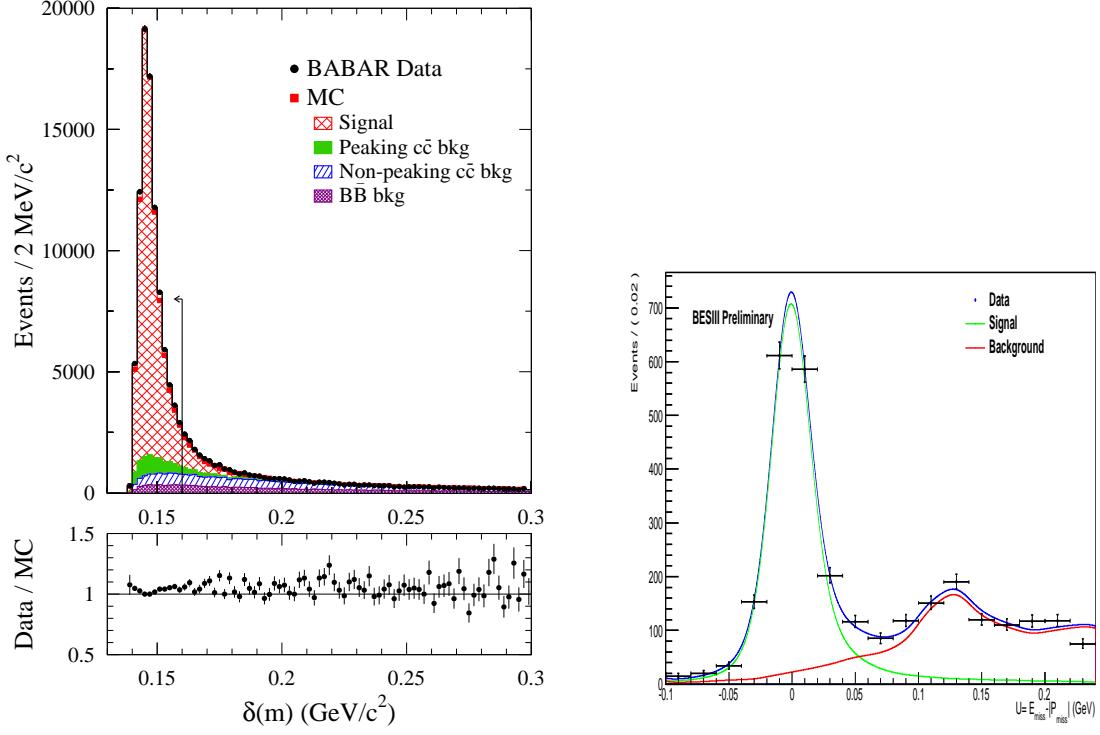 20000
15000
10000
5000
0
Events / 2 MeV/c²
BABAR Data
MC
Signal
Peaking cc̄ bkg
Non-peaking cc̄ bkg
BB̄ bkg
0.15
0.2
0.25
0.3
1.5
1
0.5
Data / MC
0.15
0.2
0.25
0.3
δ(m) (GeV/c²)
Events / ( 0.02 )
700
600
500
400
300
200
100
0
BESIII Preliminary
Data
Signal
Background
-0.1
-0.05
0
0.05
0.1
0.15
0.2
U= E_miss-|P_miss| (GeV)